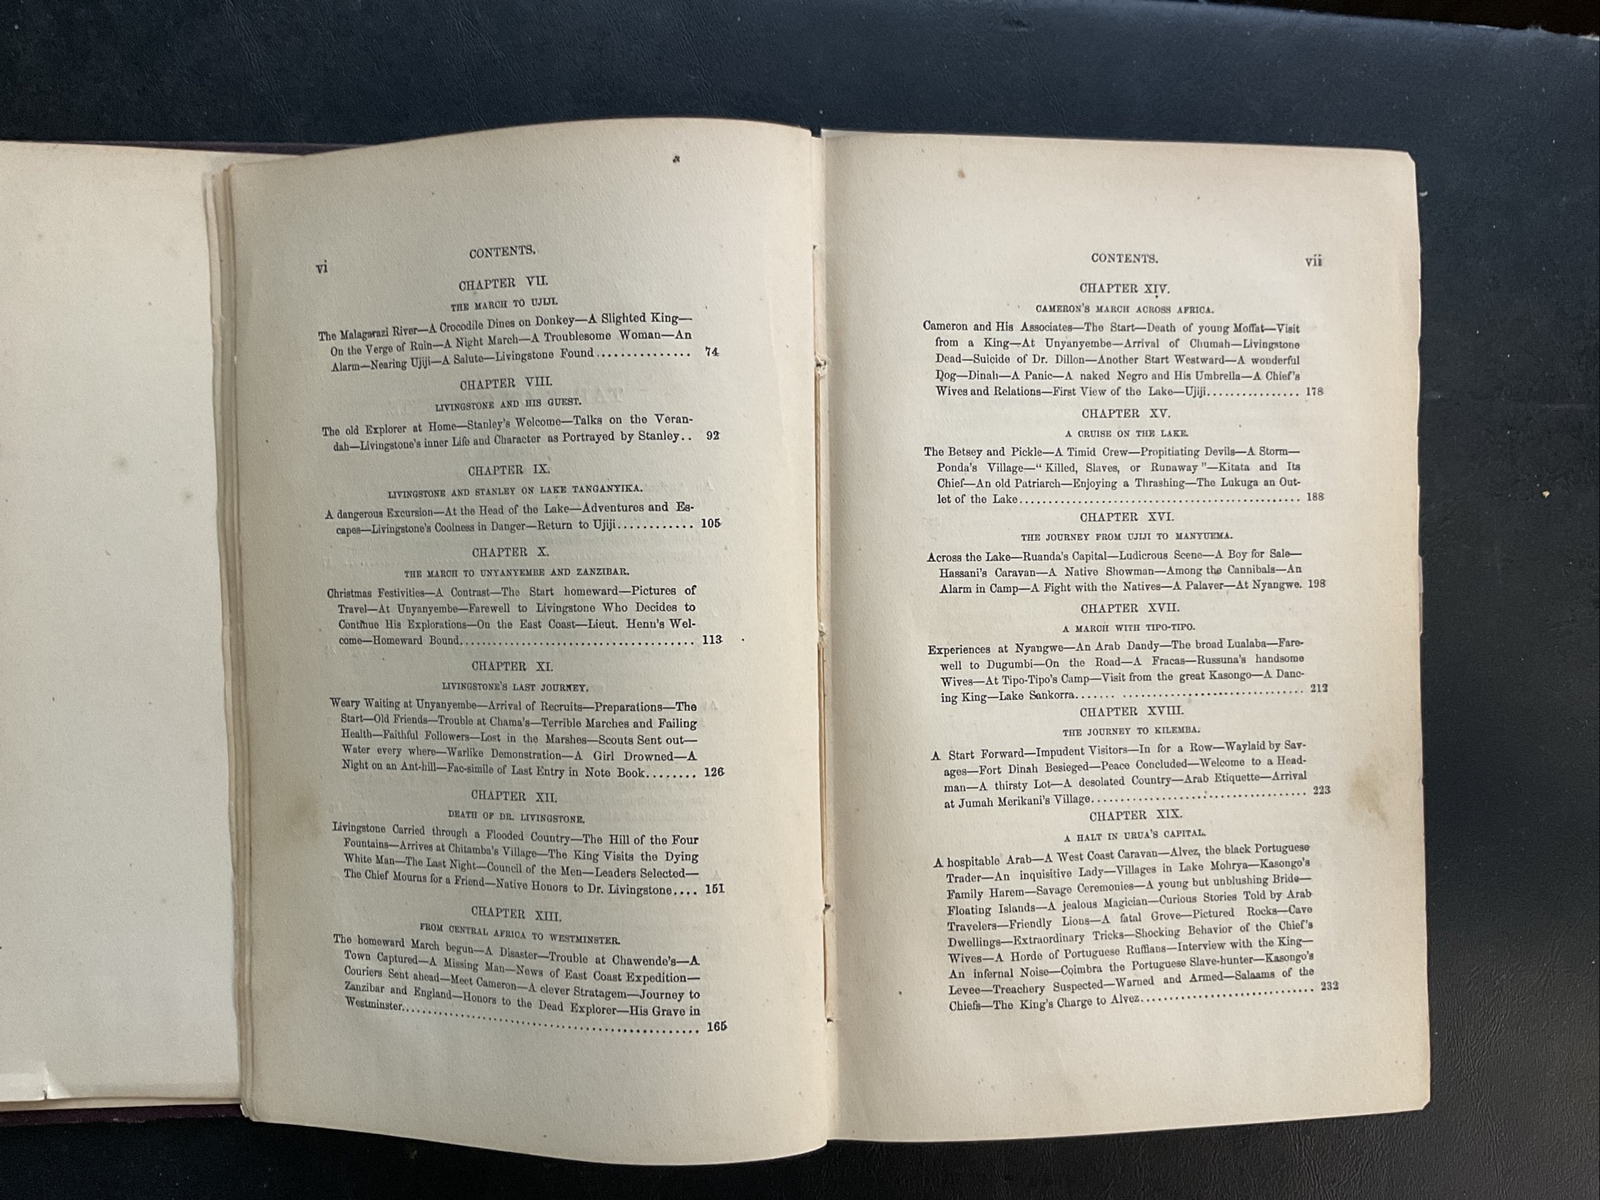 vi
CONTENTS.
CHAPTER VII.
THE MARCH TO UJIJI.
The Malagarazi River—A Crocodile Dines on Donkey—A Slighted King—
On the Verge of Ruin—A Night March—A Troublesome Woman—An
Alarm—Nearing Ujiji—A Salute—Livingstone Found............... 74
CHAPTER VIII.
LIVINGSTONE AND HIS GUEST.
The old Explorer at Home—Stanley's Welcome—Talks on the Veran-
dah—Livingstone's inner Life and Character as Portrayed by Stanley.. 92
CHAPTER IX.
LIVINGSTONE AND STANLEY ON LAKE TANGANYIKA.
A dangerous Excursion—At the Head of the Lake—Adventures and Es-
capes—Livingstone's Coolness in Danger—Return to Ujiji............ 105
CHAPTER X.
THE MARCH TO UNYANYEMBE AND ZANZIBAR.
Christmas Festivities—A Contrast—The Start homeward—Pictures of
Travel—At Unyanyembe—Farewell to Livingstone Who Decides to
Continue His Explorations—On the East Coast—Lieut. Henn's Wel-
come—Homeward Bound..................................... 113
CHAPTER XI.
LIVINGSTONE'S LAST JOURNEY.
Weary Waiting at Unyanyembe—Arrival of Recruits—Preparations—The
Start—Old Friends—Trouble at Chama's—Terrible Marches and Failing
Health—Faithful Followers—Lost in the Marshes—Scouts Sent out—
Water every where—Warlike Demonstration—A Girl Drowned—A
Night on an Ant-hill—Fac-simile of Last Entry in Note Book........ 126
CHAPTER XII.
DEATH OF DR. LIVINGSTONE.
Livingstone Carried through a Flooded Country—The Hill of the Four
Fountains—Arrives at Chitamba's Village—The King Visits the Dying
White Man—The Last Night—Council of the Men—Leaders Selected—
The Chief Mourns for a Friend—Native Honors to Dr. Livingstone.... 151
CHAPTER XIII.
FROM CENTRAL AFRICA TO WESTMINSTER.
The homeward March begun—A Disaster—Trouble at Chawende's—A
Town Captured—A Missing Man—News of East Coast Expedition—
Couriers Sent ahead—Meet Cameron—A clever Stratagem—Journey to
Zanzibar and England—Honors to the Dead Explorer—His Grave in
Westminster............................................. 165
CONTENTS.
vii
CHAPTER XIV.
CAMERON'S MARCH ACROSS AFRICA.
Cameron and His Associates—The Start—Death of young Moffat—Visit
from a King—At Unyanyembe—Arrival of Chumah—Livingstone
Dead—Suicide of Dr. Dillon—Another Start Westward—A wonderful
Dog—Dinah—A Panic—A naked Negro and His Umbrella—A Chief's
Wives and Relations—First View of the Lake—Ujiji................ 178
CHAPTER XV.
A CRUISE ON THE LAKE.
The Betsey and Pickle—A Timid Crew—Propitiating Devils—A Storm—
Ponda's Village—"Killed, Slaves, or Runaway"—Kitata and Its
Chief—An old Patriarch—Enjoying a Thrashing—The Lukuga an Out-
let of the Lake.............................................. 188
CHAPTER XVI.
THE JOURNEY FROM UJIJI TO MANYUEMA.
Across the Lake—Ruanda's Capital—Ludicrous Scene—A Boy for Sale—
Hassani's Caravan—A Native Showman—Among the Cannibals—An
Alarm in Camp—A Fight with the Natives—A Palaver—At Nyangwe. 198
CHAPTER XVII.
A MARCH WITH TIPO-TIPO.
Experiences at Nyangwe—An Arab Dandy—The broad Lualaba—Fare-
well to Dugumbi—On the Road—A Fracas—Russuna's handsome
Wives—At Tipo-Tipo's Camp—Visit from the great Kasongo—A Danc-
ing King—Lake Sankorra....... ............................... 212
CHAPTER XVIII.
THE JOURNEY TO KILEMBA.
A Start Forward—Impudent Visitors—In for a Row—Waylaid by Sav-
ages—Fort Dinah Besieged—Peace Concluded—Welcome to a Head-
man—A thirsty Lot—A desolated Country—Arab Etiquette—Arrival
at Jumah Merikani's Village.................................. 223
CHAPTER XIX.
A HALT IN URUA'S CAPITAL.
A hospitable Arab—A West Coast Caravan—Alvez, the black Portuguese
Trader—An inquisitive Lady—Villages in Lake Mohrya—Kasongo's
Family Harem—Savage Ceremonies—A young but unblushing Bride—
Floating Islands—A jealous Magician—Curious Stories Told by Arab
Travelers—Friendly Lions—A fatal Grove—Pictured Rocks—Cave
Dwellings—Extraordinary Tricks—Shocking Behavior of the Chief's
Wives—A Horde of Portuguese Ruffians—Interview with the King—
An infernal Noise—Coimbra the Portuguese Slave-hunter—Kasongo's
Levee—Treachery Suspected—Warned and Armed—Salaams of the
Chiefs—The King's Charge to Alvez............................ 232